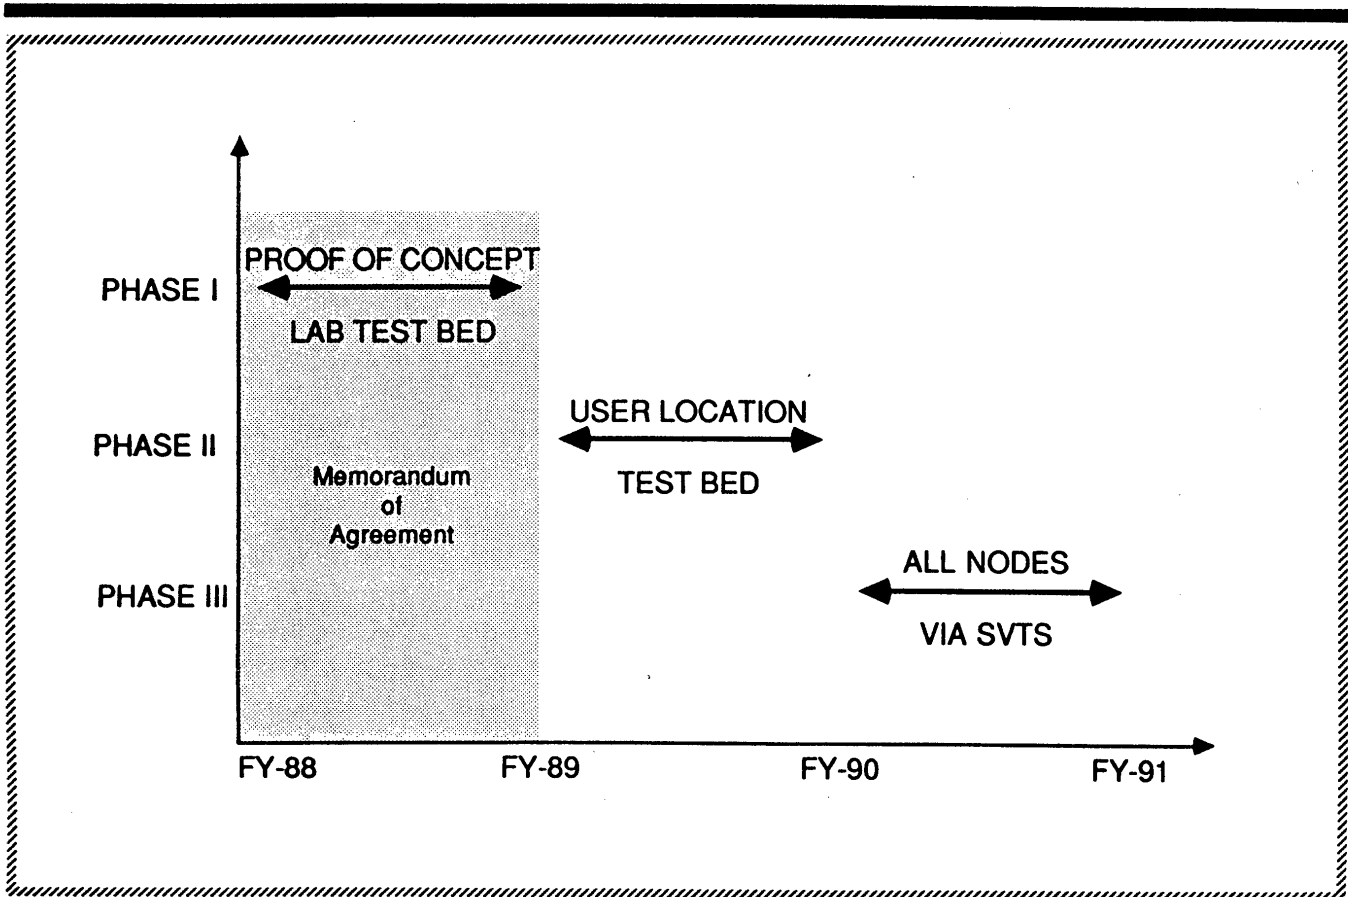 PROOF OF CONCEPT
PHASE I
LAB TEST BED
USER LOCATION
PHASE II
TEST BED
Memorandum
of
Agreement
ALL NODES
PHASE III
VIA SVTS
FY-88 FY-89 FY-90 FY-91